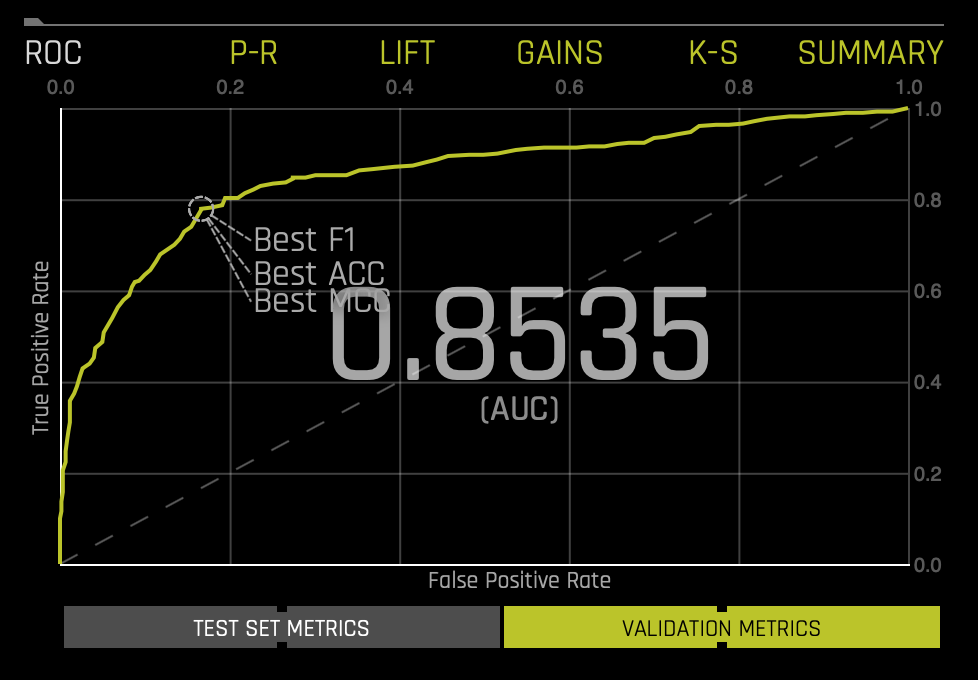 ROC P-R LIFT GAINS K-S SUMMARY
0.0 0.2 0.4 0.6 0.8 1.0
1.0
0.8
Best F1
Best ACC
Best MCC
0.6
0.8535
0.4
(AUC)
0.2
0.0
True Positive Rate
False Positive Rate
TEST SET METRICS VALIDATION METRICS